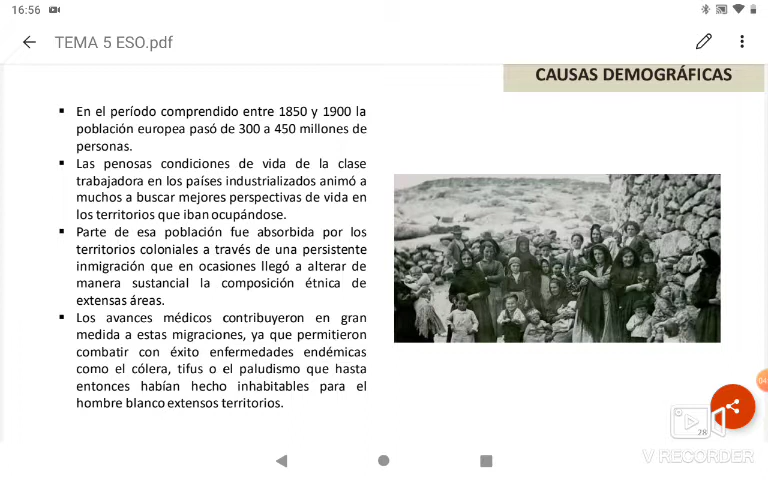 16:56
TEMA 5 ESO.pdf
CAUSAS DEMOGRÁFICAS
▪ En el período comprendido entre 1850 y 1900 la
población europea pasó de 300 a 450 millones de
personas.
▪ Las penosas condiciones de vida de la clase
trabajadora en los países industrializados animó a
muchos a buscar mejores perspectivas de vida en
los territorios que iban ocupándose.
▪ Parte de esa población fue absorbida por los
territorios coloniales a través de una persistente
inmigración que en ocasiones llegó a alterar de
manera sustancial la composición étnica de
extensas áreas.
▪ Los avances médicos contribuyeron en gran
medida a estas migraciones, ya que permitieron
combatir con éxito enfermedades endémicas
como el cólera, tifus o el paludismo que hasta
entonces habían hecho inhabitables para el
hombre blanco extensos territorios.
04
28
V RECORDER